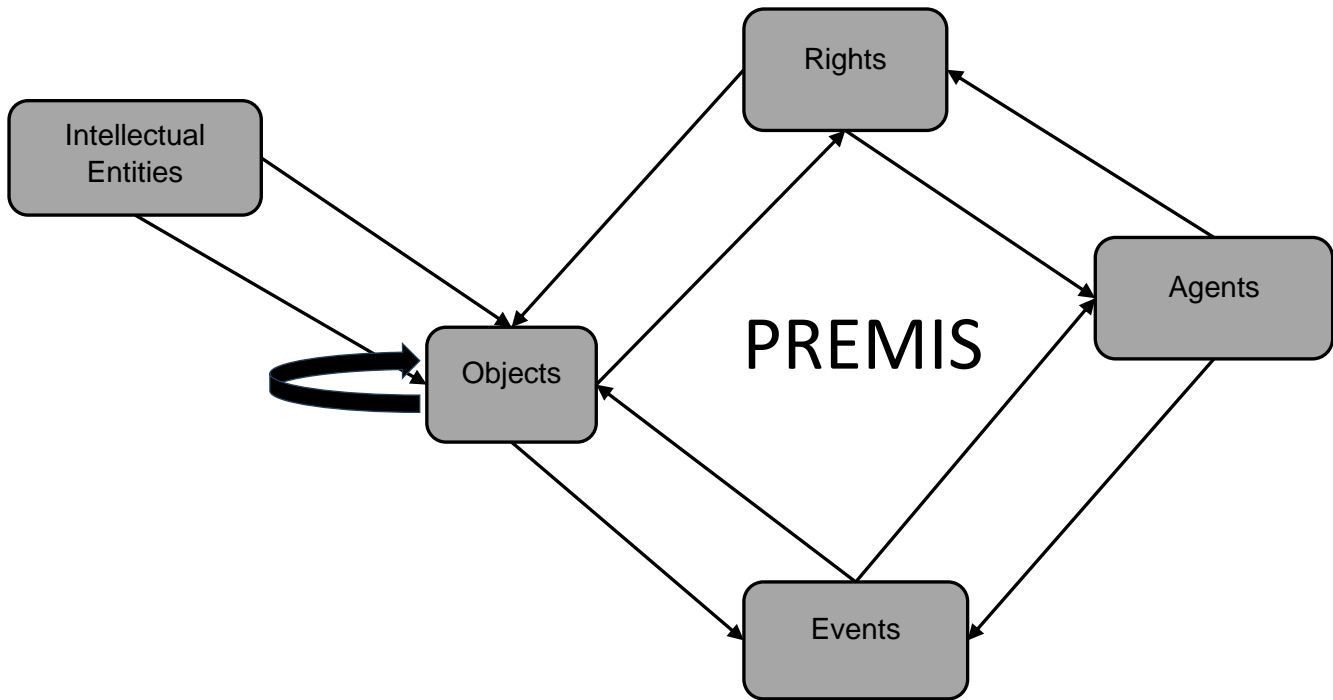 Rights
Intellectual
Entities
Agents
PREMIS
Objects
Events